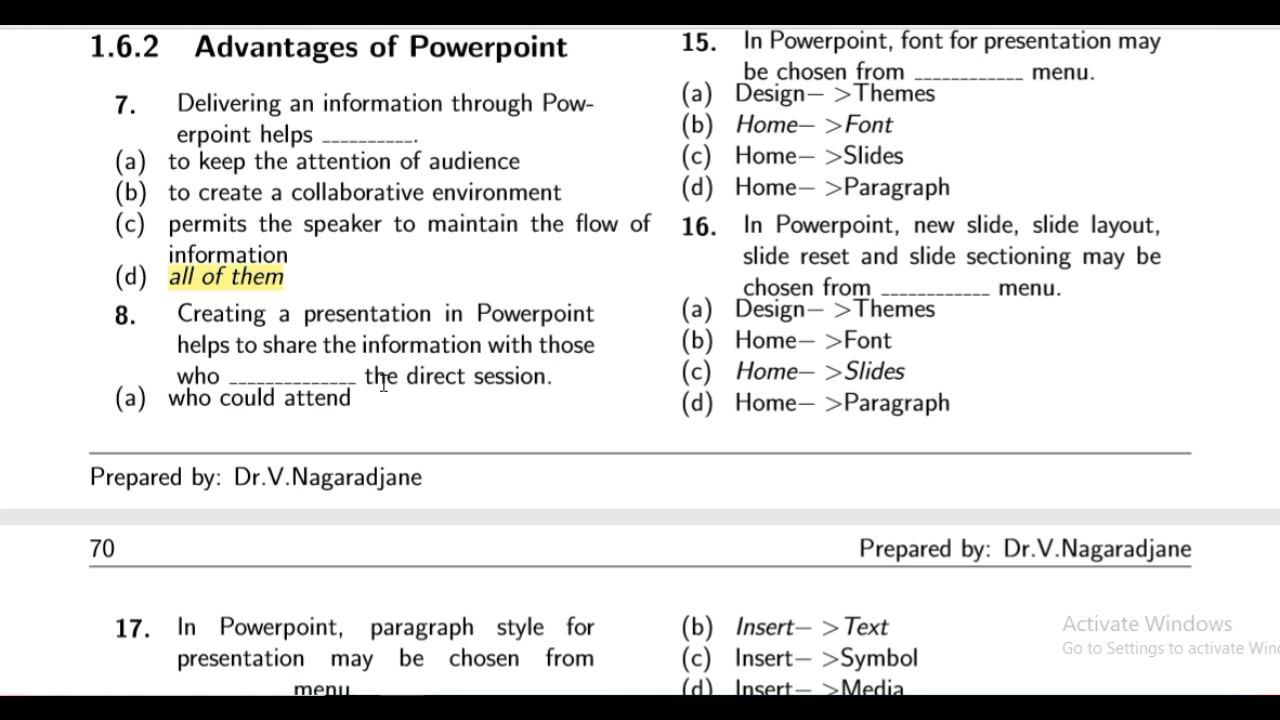 1.6.2 Advantages of Powerpoint
7. Delivering an information through Pow-
erpoint helps __________.
(a) to keep the attention of audience
(b) to create a collaborative environment
(c) permits the speaker to maintain the flow of
information
(d) all of them
8. Creating a presentation in Powerpoint
helps to share the information with those
who ______________ the direct session.
(a) who could attend
15. In Powerpoint, font for presentation may
be chosen from ____________ menu.
(a) Design− >Themes
(b) Home− >Font
(c) Home− >Slides
(d) Home− >Paragraph
16. In Powerpoint, new slide, slide layout,
slide reset and slide sectioning may be
chosen from ____________ menu.
(a) Design− >Themes
(b) Home− >Font
(c) Home− >Slides
(d) Home− >Paragraph
Prepared by: Dr.V.Nagaradjane
70 Prepared by: Dr.V.Nagaradjane
17. In Powerpoint, paragraph style for
presentation may be chosen from
____________ menu.
(b) Insert− >Text
(c) Insert− >Symbol
(d) Insert− >Media
Activate Windows
Go to Settings to activate Win